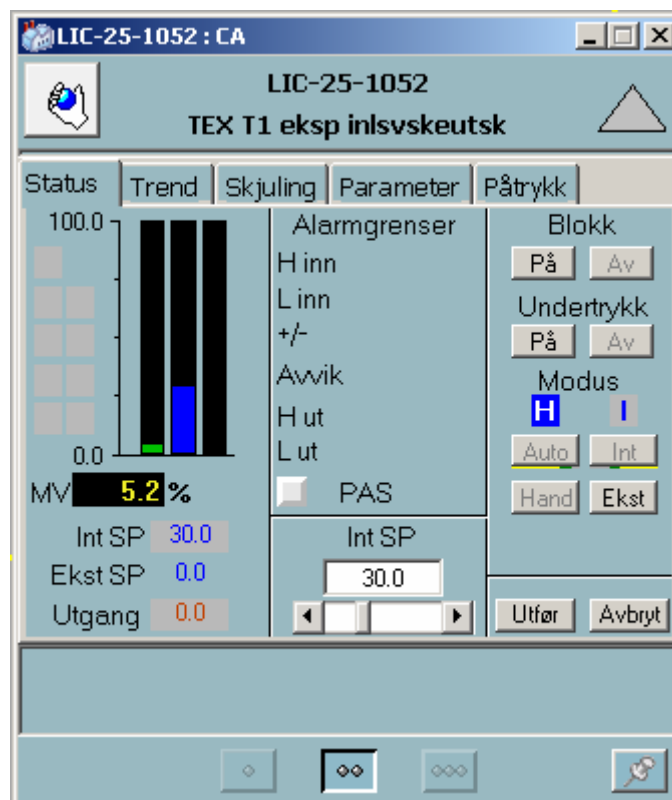 LIC-25-1052 : CA
LIC-25-1052
TEX T1 eksp inlsvskeutsk
Status Trend Skjuling Parameter Påtrykk
100.0
0.0
MV 5.2 %
Int SP 30.0
Ekst SP 0.0
Utgang 0.0
Alarmgrenser
H inn
L inn
+/-
Avvik
H ut
L ut
PAS
Int SP
30.0
Blokk
På Av
Undertrykk
På Av
Modus
H I
Auto Int
Hand Ekst
Utfør Avbryt